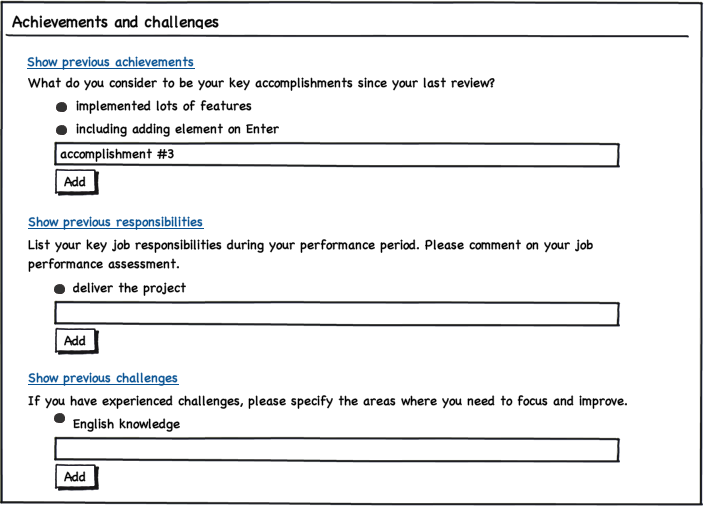 Achievements and challenges
Show previous achievements
What do you consider to be your key accomplishments since your last review?
implemented lots of features
including adding element on Enter
accomplishment #3
Add
Show previous responsibilities
List your key job responsibilities during your performance period. Please comment on your job
performance assessment.
deliver the project
Add
Show previous challenges
If you have experienced challenges, please specify the areas where you need to focus and improve.
English knowledge
Add